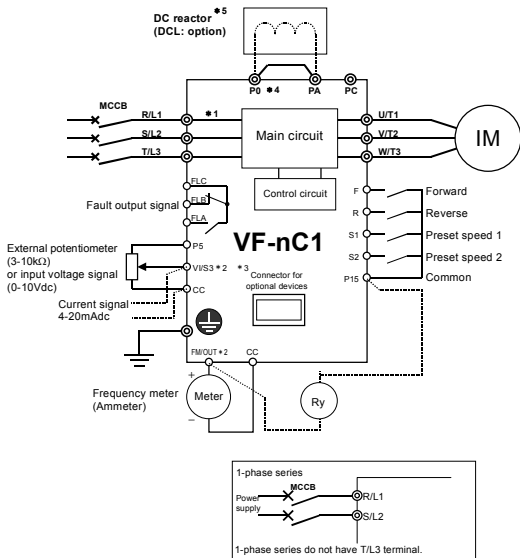 DC reactor *5
(DCL: option)
P0 *4 PA PC
MCCB
R/L1 *1 U/T1
S/L2 Main circuit V/T2 IM
T/L3 W/T3
FLC Control circuit F Forward
Fault output signal FLB R Reverse
FLA VF-nC1 S1 Preset speed 1
P5 S2 Preset speed 2
External potentiometer
(3-10kΩ)
or input voltage signal
(0-10Vdc)
VI/S3 *2 *3 Connector for
optional devices
P15 Common
Current signal
4-20mAdc
CC
FM/OUT *2 CC
+
Frequency meter
(Ammeter)
Meter
–
Ry
1-phase series
MCCB
Power
supply
R/L1
S/L2
1-phase series do not have T/L3 terminal.